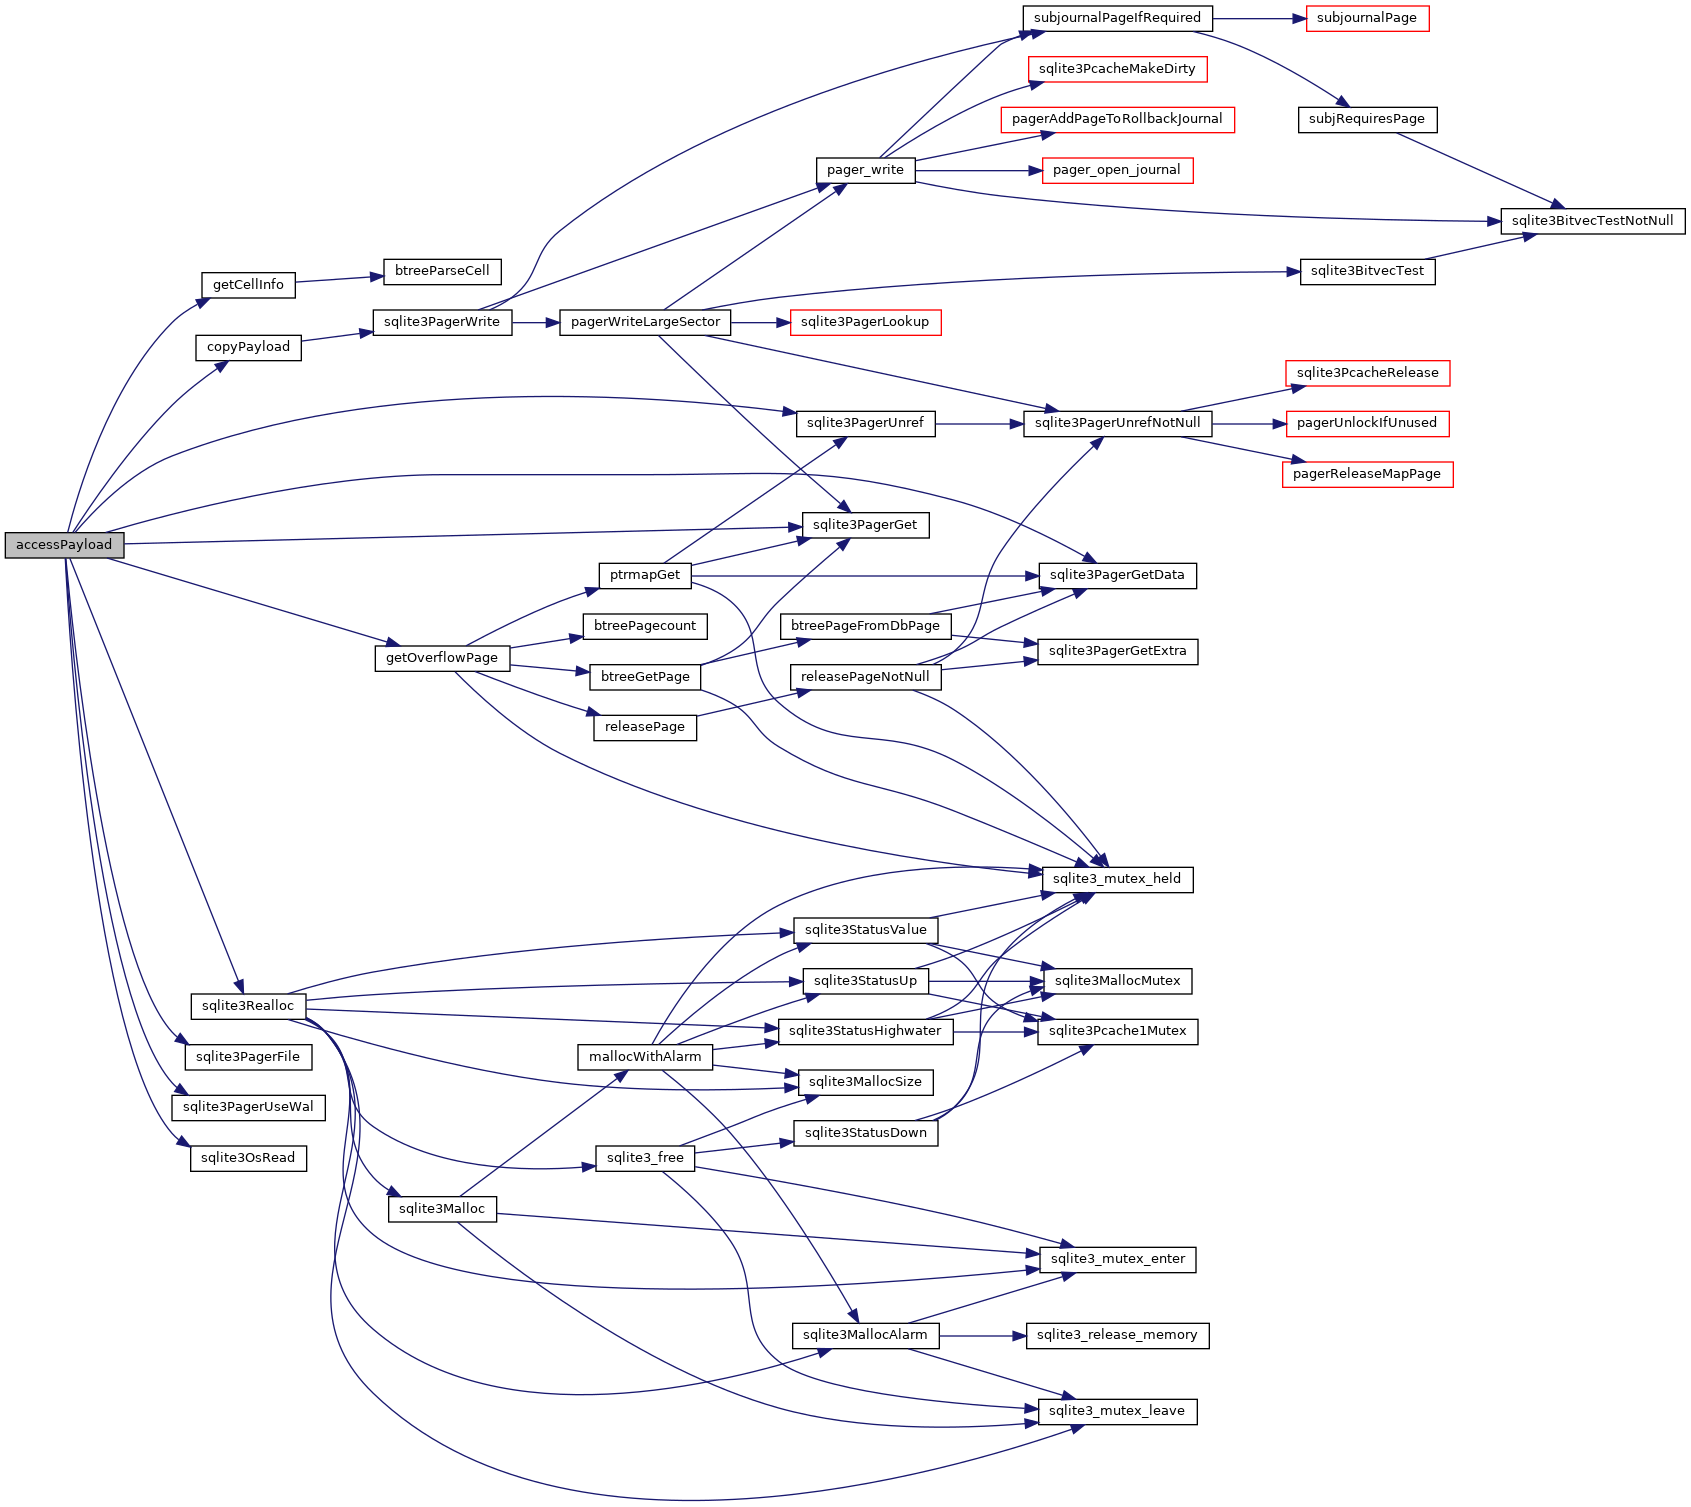 subjournalPageIfRequired
subjournalPage
sqlite3PcacheMakeDirty
pagerAddPageToRollbackJournal
subjRequiresPage
pager_write
pager_open_journal
sqlite3BitvecTestNotNull
btreeParseCell
sqlite3BitvecTest
getCellInfo
sqlite3PagerWrite
pagerWriteLargeSector
sqlite3PagerLookup
copyPayload
sqlite3PcacheRelease
sqlite3PagerUnref
sqlite3PagerUnrefNotNull
pagerUnlockIfUnused
pagerReleaseMapPage
sqlite3PagerGet
accessPayload
ptrmapGet
sqlite3PagerGetData
btreePagecount
btreePageFromDbPage
sqlite3PagerGetExtra
getOverflowPage
btreeGetPage
releasePageNotNull
releasePage
sqlite3_mutex_held
sqlite3StatusValue
sqlite3StatusUp
sqlite3MallocMutex
sqlite3Realloc
sqlite3StatusHighwater
sqlite3Pcache1Mutex
sqlite3PagerFile
mallocWithAlarm
sqlite3MallocSize
sqlite3PagerUseWal
sqlite3StatusDown
sqlite3OsRead
sqlite3_free
sqlite3Malloc
sqlite3_mutex_enter
sqlite3MallocAlarm
sqlite3_release_memory
sqlite3_mutex_leave